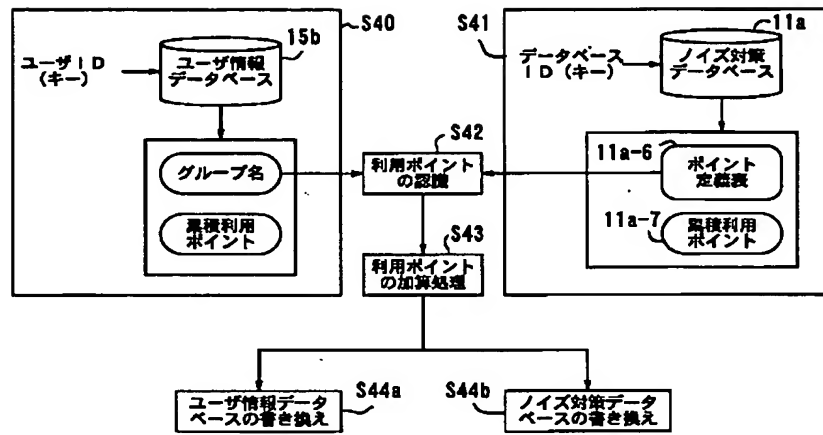 S40
15b
ユーザID
(キー)
ユーザ情報
データベース
グループ名
累積利用
ポイント
S41
11a
データベース
ID(キー)
ノイズ対策
データベース
11a-6
ポイント
定義表
11a-7
累積利用
ポイント
S42
利用ポイント
の認識
S43
利用ポイント
の加算処理
S44a
ユーザ情報データ
ベースの書き換え
S44b
ノイズ対策データ
ベースの書き換え